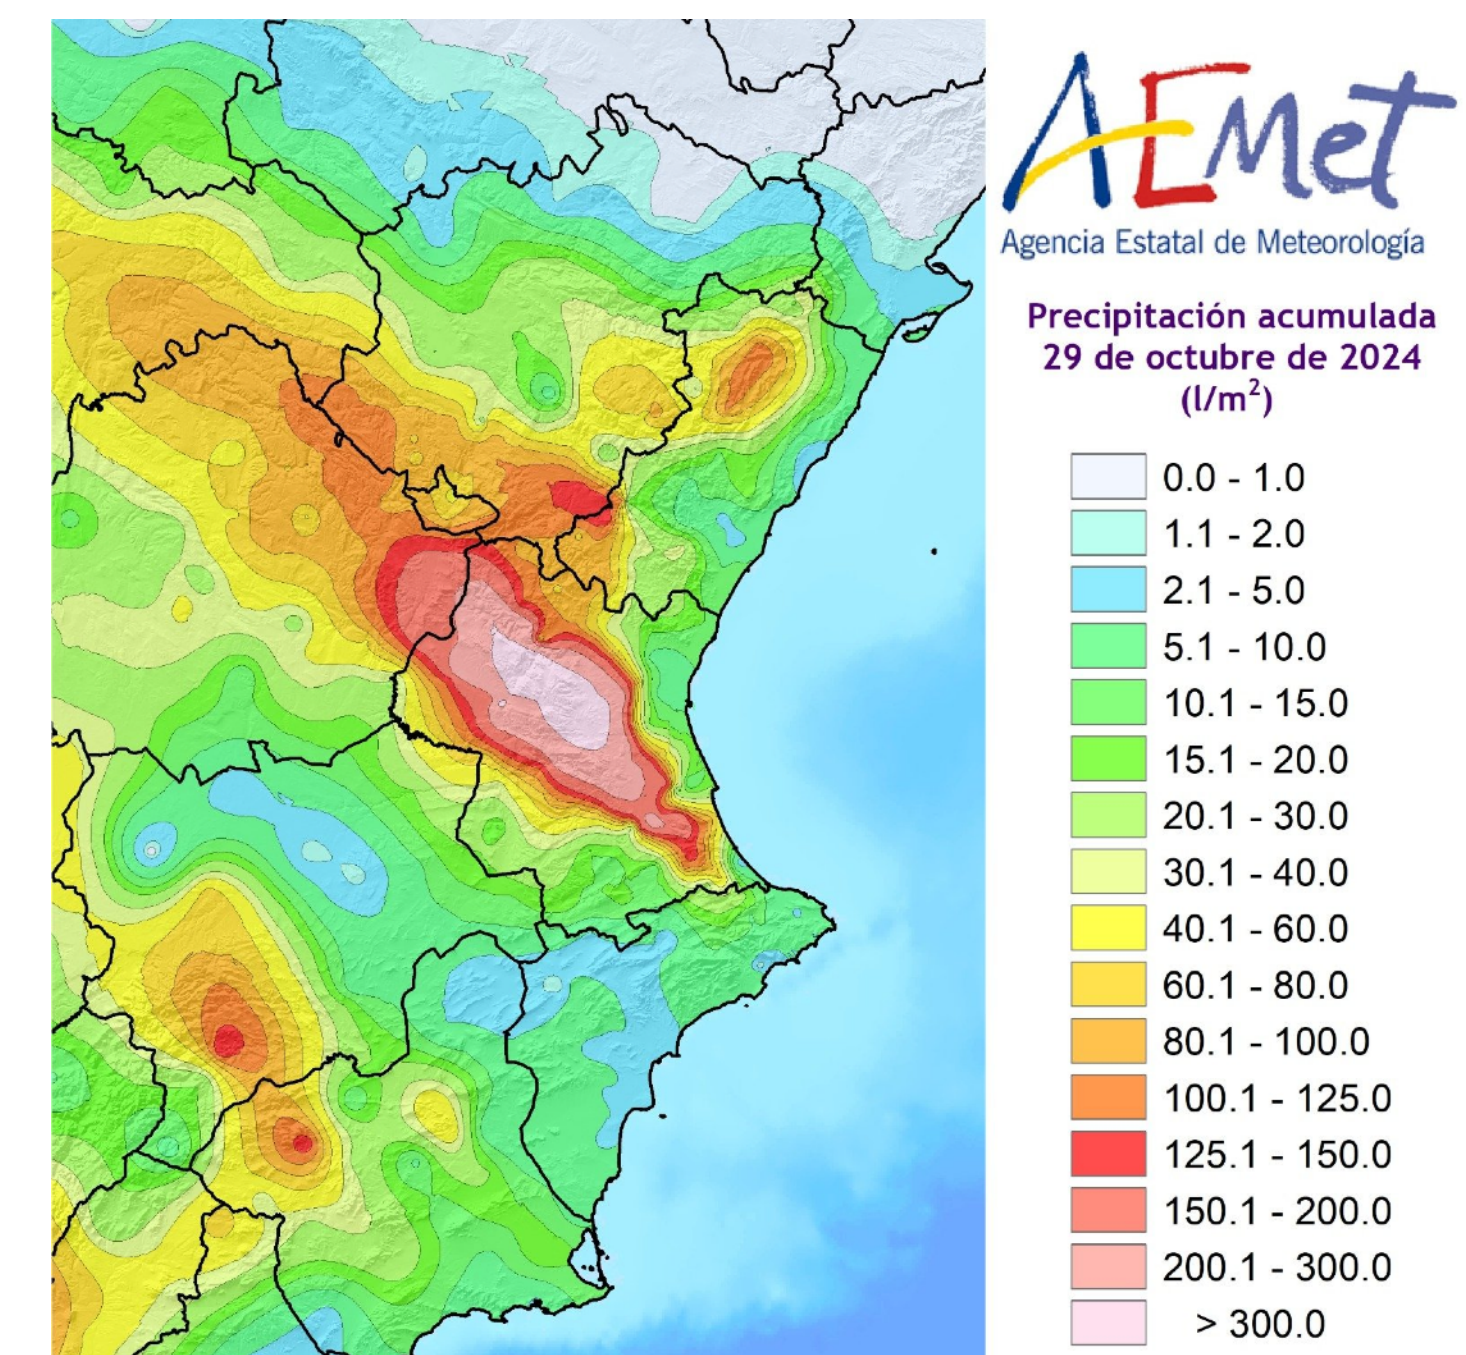 AEMet
Agencia Estatal de Meteorología
Precipitación acumulada
29 de octubre de 2024
(l/m²)
0.0 - 1.0
1.1 - 2.0
2.1 - 5.0
5.1 - 10.0
10.1 - 15.0
15.1 - 20.0
20.1 - 30.0
30.1 - 40.0
40.1 - 60.0
60.1 - 80.0
80.1 - 100.0
100.1 - 125.0
125.1 - 150.0
150.1 - 200.0
200.1 - 300.0
> 300.0